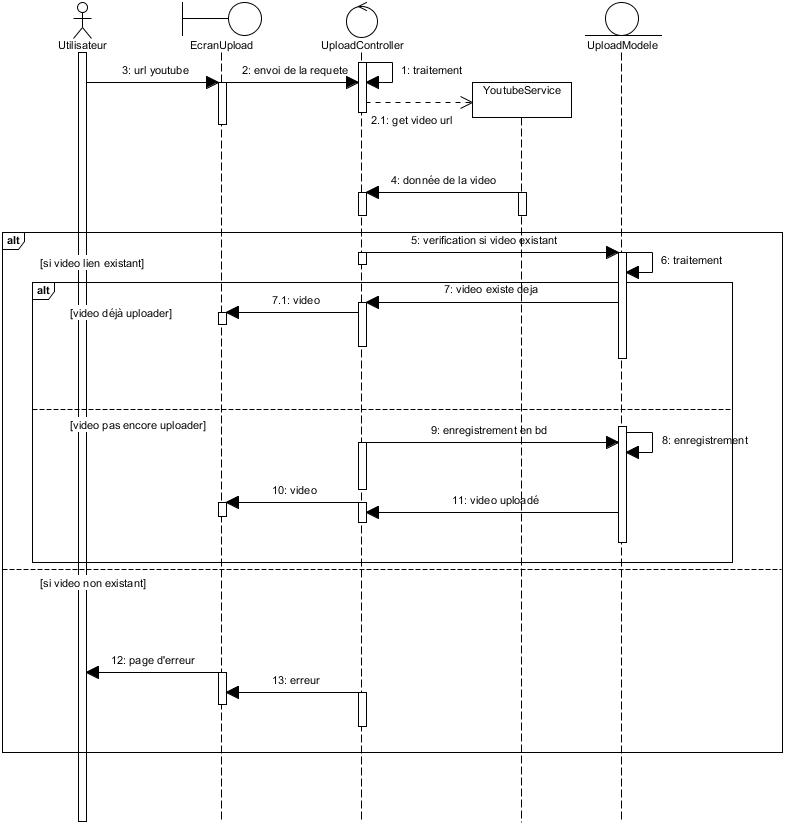 Utilisateur
EcranUpload
UploadController
UploadModele
3: url youtube
2: envoi de la requete
1: traitement
YoutubeService
2.1: get video url
4: donnée de la video
alt
5: verification si video existant
[si video lien existant]
6: traitement
alt
7: video existe deja
7.1: video
[video déjà uploader]
[video pas encore uploader]
9: enregistrement en bd
8: enregistrement
10: video
11: video uploadé
[si video non existant]
12: page d'erreur
13: erreur